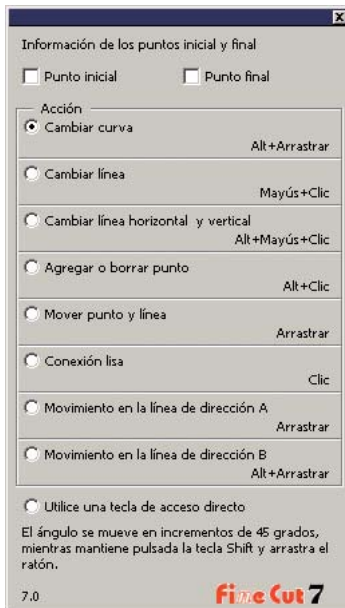 Información de los puntos inicial y final
Punto inicial Punto final
Acción
Cambiar curva
Alt+Arrastrar
Cambiar línea
Mayús+Clic
Cambiar línea horizontal y vertical
Alt+Mayús+Clic
Agregar o borrar punto
Alt+Clic
Mover punto y línea
Arrastrar
Conexión lisa
Clic
Movimiento en la línea de dirección A
Arrastrar
Movimiento en la línea de dirección B
Alt+Arrastrar
Utilice una tecla de acceso directo
El ángulo se mueve en incrementos de 45 grados,
mientras mantiene pulsada la tecla Shift y arrastra el
ratón.
7.0 FineCut 7